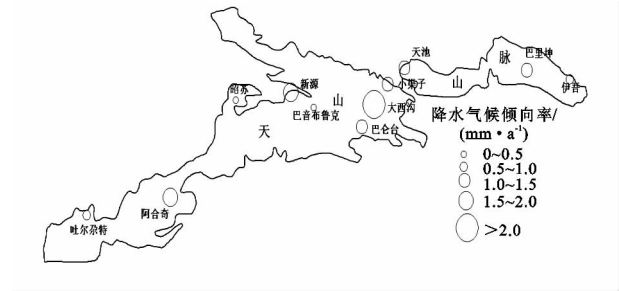 天池
脉
巴里坤
伊吾
山
小渠子
昭苏
新源
山
大西沟
巴音布鲁克
巴仑台
天
阿合奇
吐尔尕特
降水气候倾向率/
(mm·a⁻¹)
0~0.5
0.5~1.0
1.0~1.5
1.5~2.0
>2.0